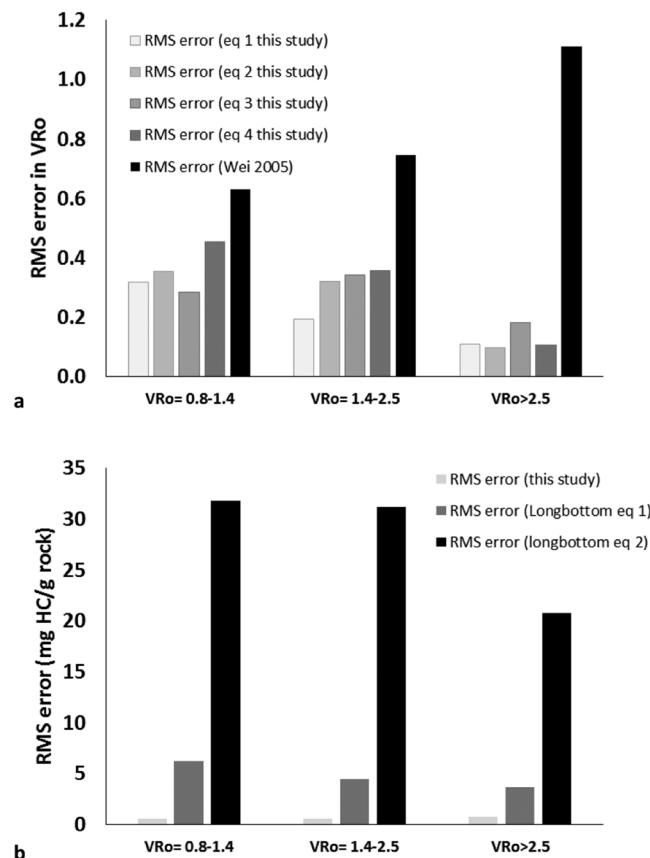 1.2
1.0
0.8
0.6
0.4
0.2
0.0
RMS error in VRo
RMS error (eq 1 this study)
RMS error (eq 2 this study)
RMS error (eq 3 this study)
RMS error (eq 4 this study)
RMS error (Wei 2005)
VRo= 0.8-1.4
VRo= 1.4-2.5
VRo>2.5
a
35
30
25
20
15
10
5
0
RMS error (mg HC/g rock)
RMS error (this study)
RMS error (Longbottom eq 1)
RMS error (longbottom eq 2)
VRo= 0.8-1.4
VRo= 1.4-2.5
VRo>2.5
b